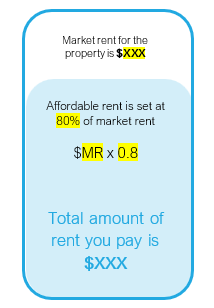 Market rent for the
property is $XXX
Affordable rent is set at
80% of market rent
$MR x 0.8
Total amount of
rent you pay is
$XXX